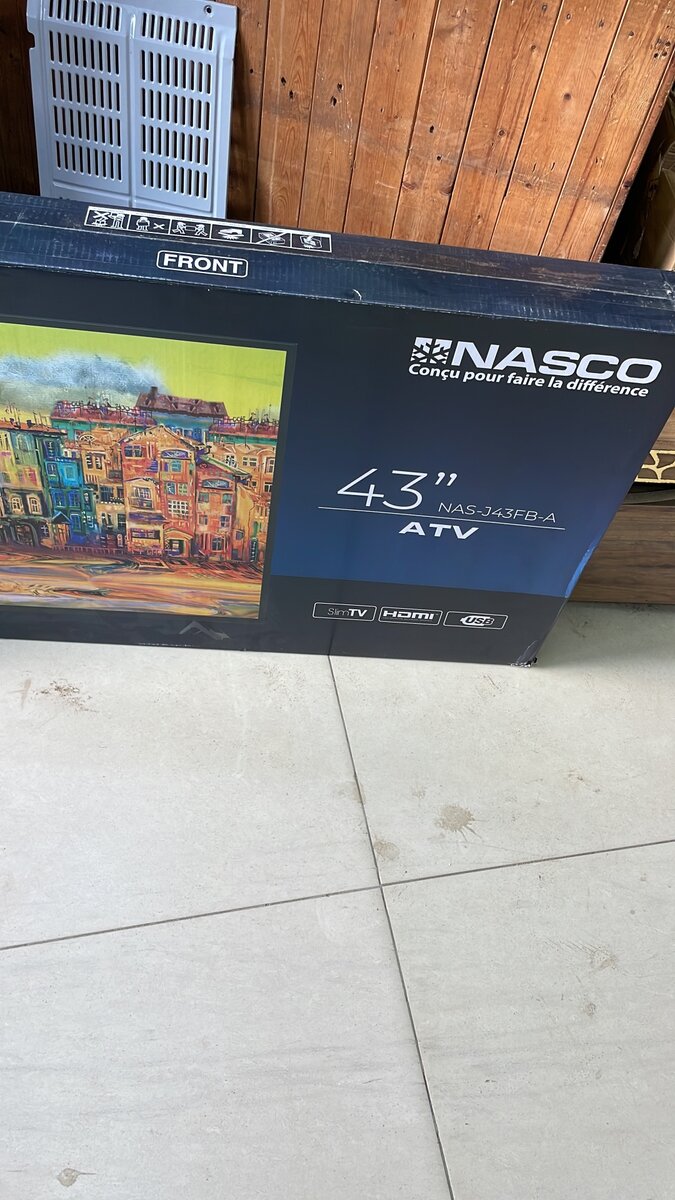 FRONT
NASCO
Conçu pour faire la différence
43”
NAS-J43FB-A
ATV
SlimTV HDMI USB